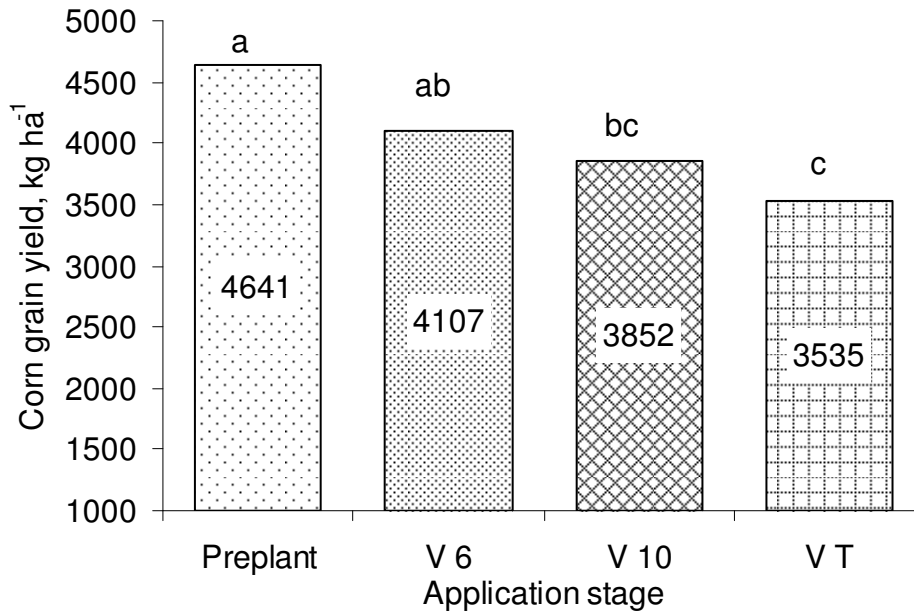 Corn grain yield, kg ha-1
5000
4500
4000
3500
3000
2500
2000
1500
1000
a
ab
bc
c
4641
4107
3852
3535
Preplant
V 6
V 10
V T
Application stage